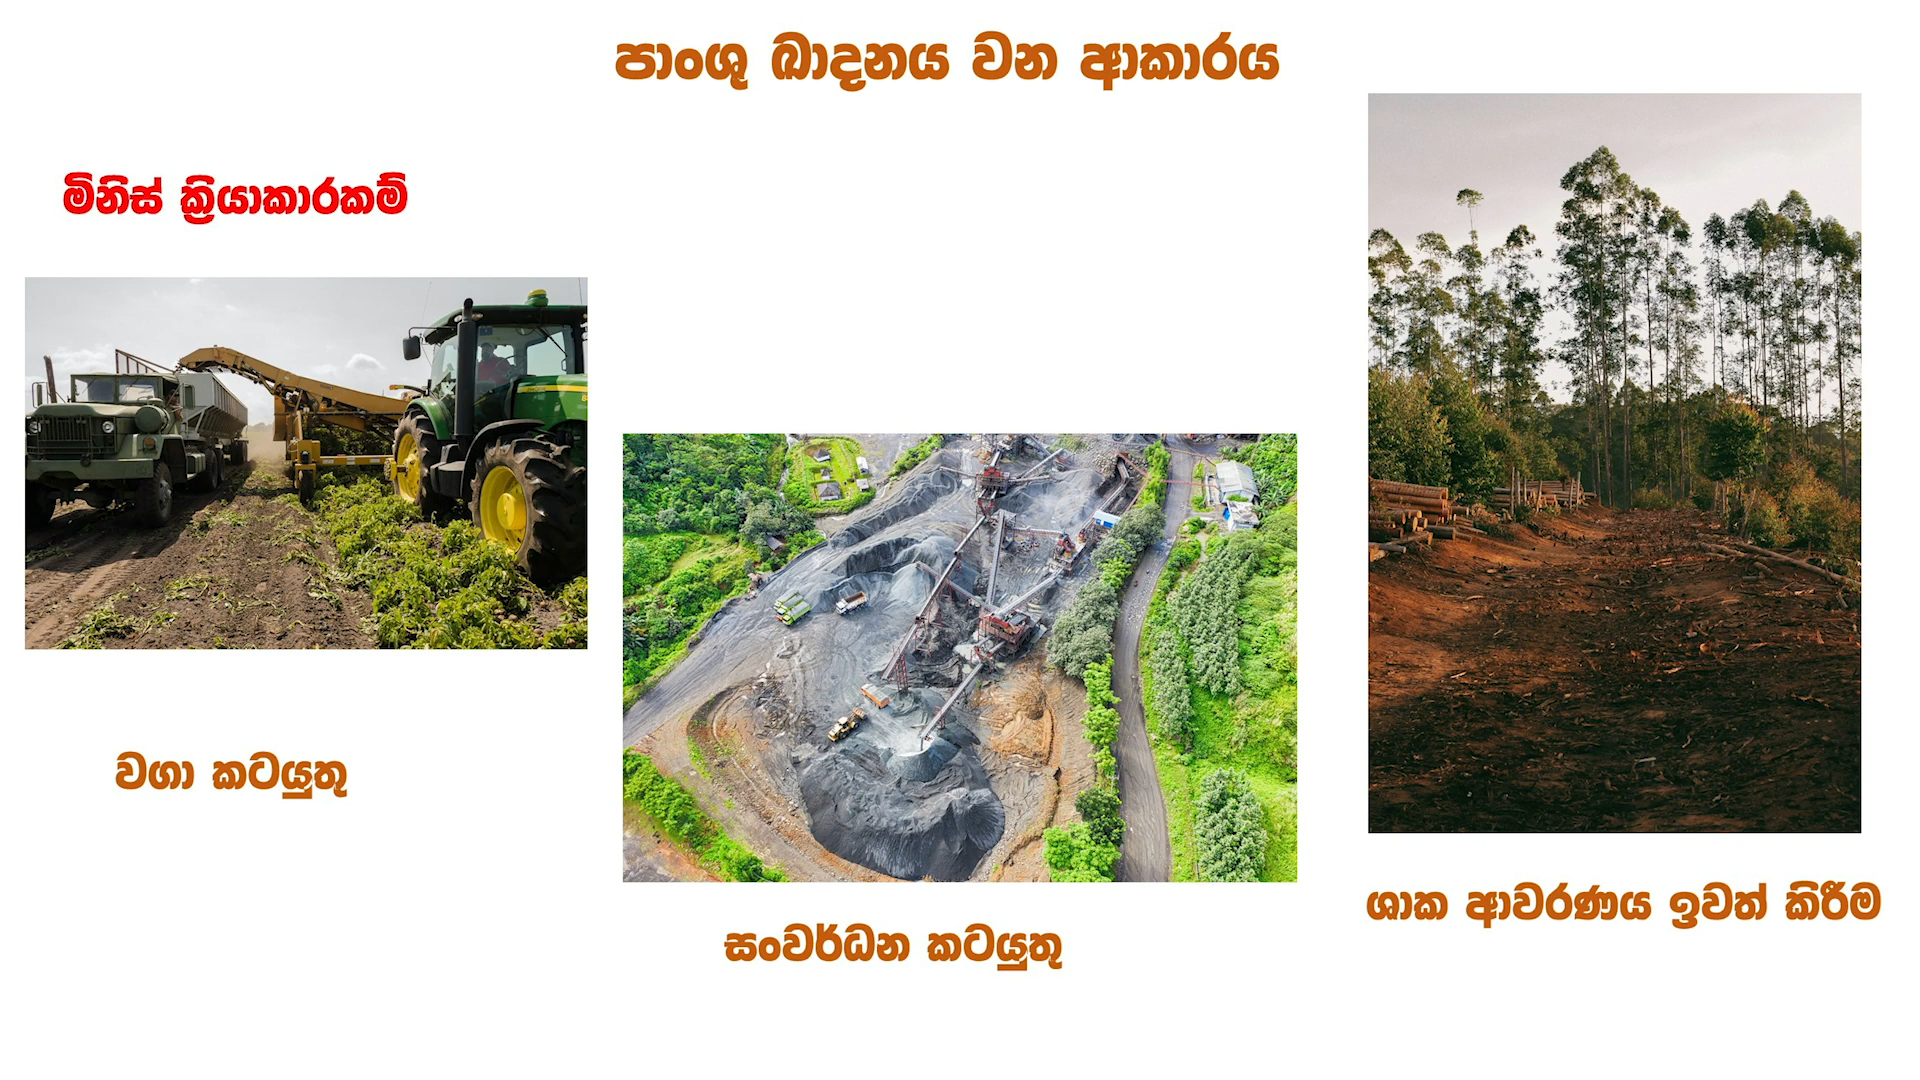 පාංශු ඛාදනය වන ආකාරය
මිනිස් ක්‍රියාකාරකම්
වගා කටයුතු
සංවර්ධන කටයුතු
ශාක ආවරණය ඉවත් කිරීම